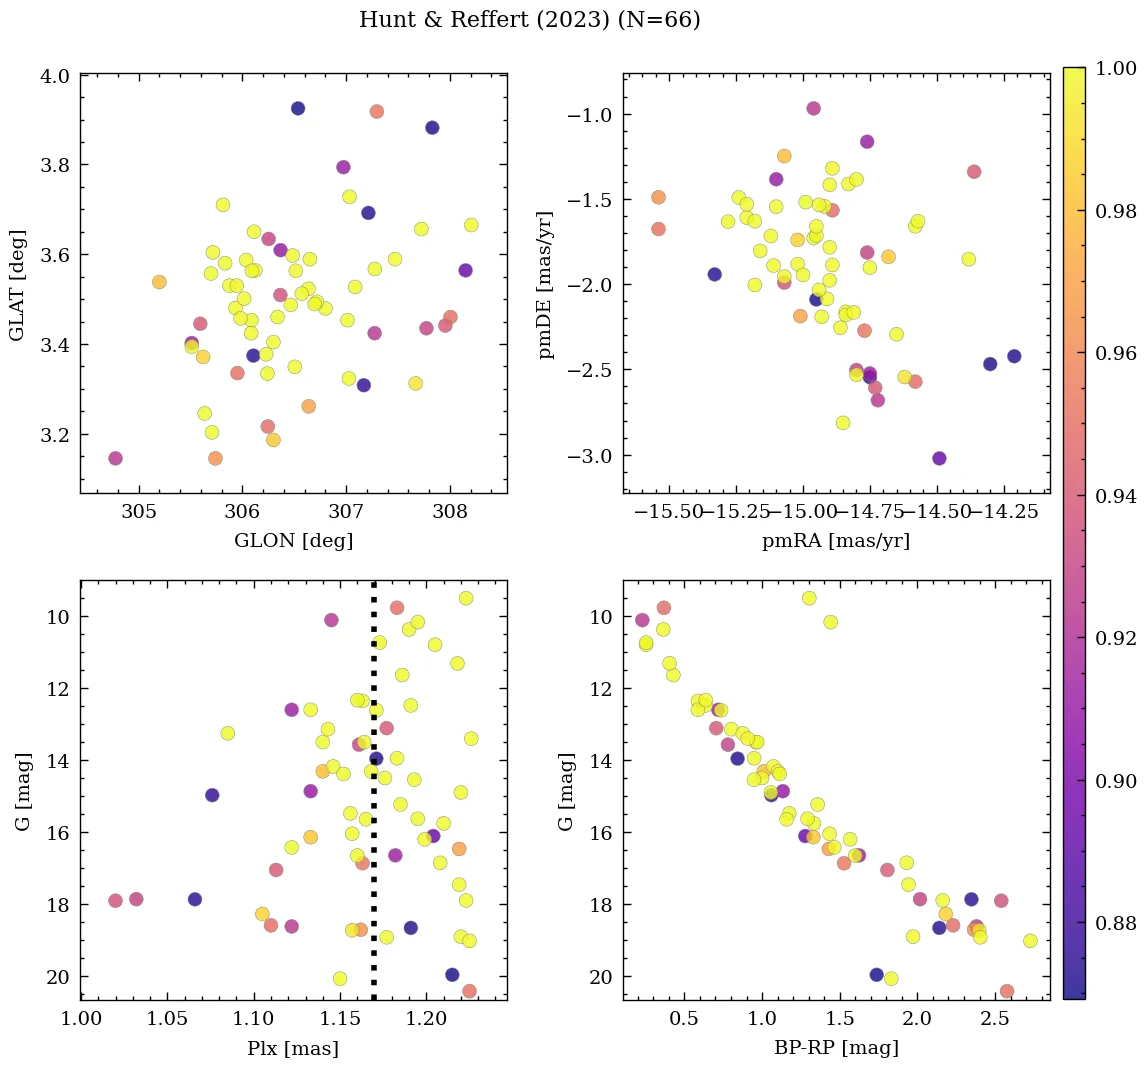 Hunt & Reffert (2023) (N=66)
4.0
3.8
3.6
3.4
3.2
GLAT [deg]
305 306 307 308
GLON [deg]
−1.0
−1.5
−2.0
−2.5
−3.0
pmDE [mas/yr]
−15.50 −15.25 −15.00 −14.75 −14.50 −14.25
pmRA [mas/yr]
10
12
14
16
18
20
G [mag]
1.00 1.05 1.10 1.15 1.20
Plx [mas]
10
12
14
16
18
20
G [mag]
0.5 1.0 1.5 2.0 2.5
BP-RP [mag]
1.00
0.98
0.96
0.94
0.92
0.90
0.88